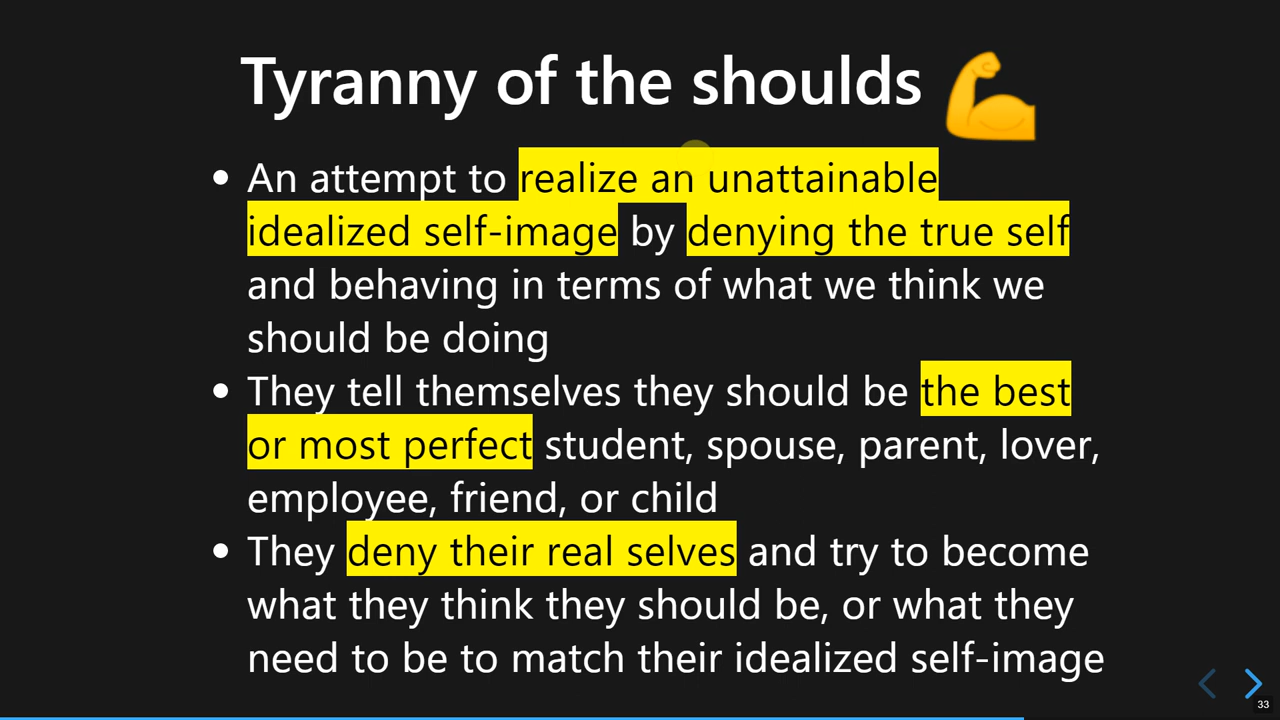 Tyranny of the shoulds 💪
• An attempt to realize an unattainable
idealized self-image by denying the true self
and behaving in terms of what we think we
should be doing
• They tell themselves they should be the best
or most perfect student, spouse, parent, lover,
employee, friend, or child
• They deny their real selves and try to become
what they think they should be, or what they
need to be to match their idealized self-image
33